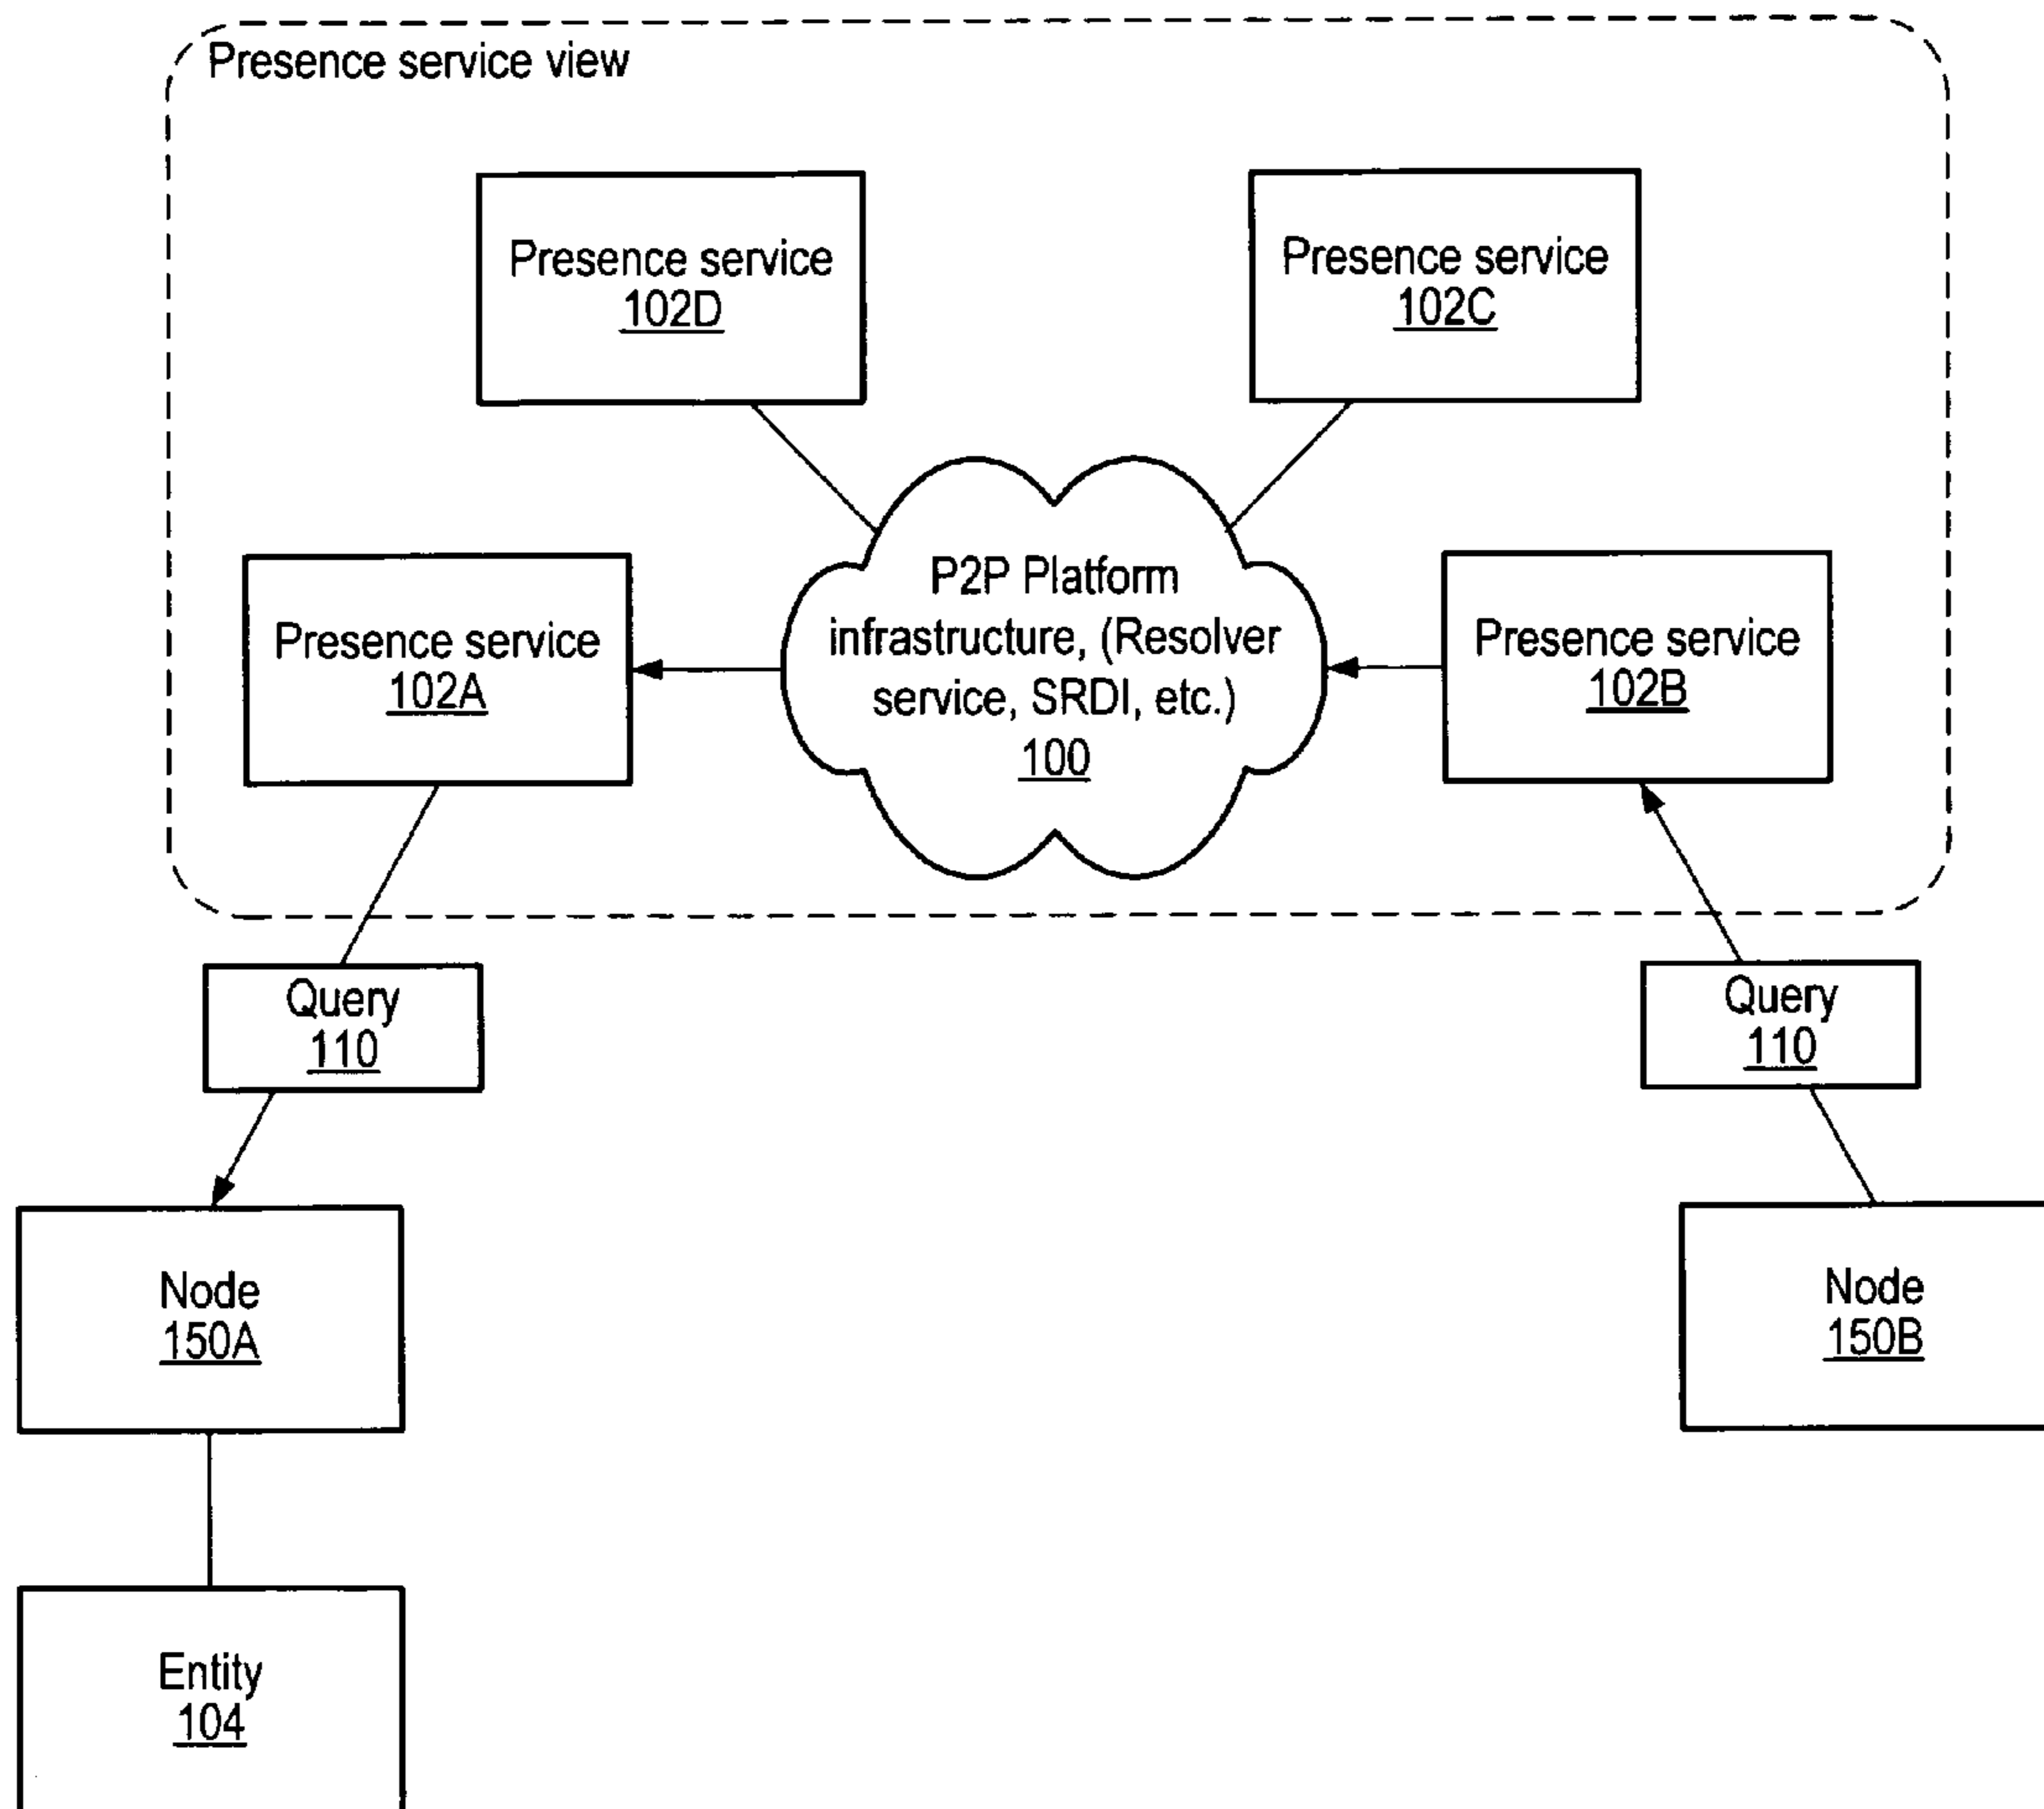 Presence service view
Presence service
102D
Presence service
102C
Presence service
102A
P2P Platform
infrastructure, (Resolver
service, SRDI, etc.)
100
Presence service
102B
Query
110
Query
110
Node
150A
Node
150B
Entity
104